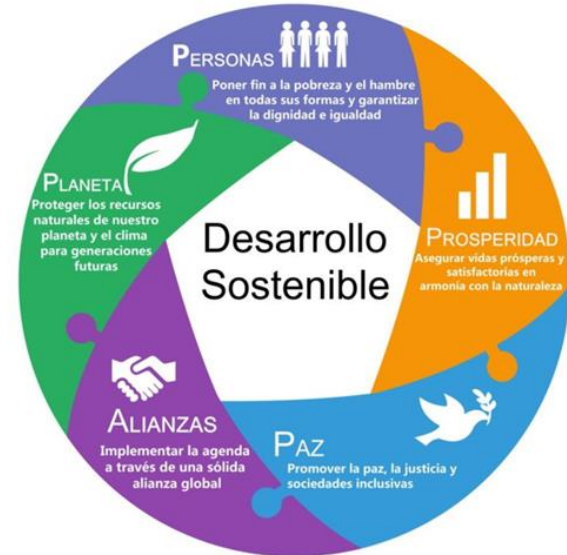 PERSONAS
Poner fin a la pobreza y el hambre
en todas sus formas y garantizar
la dignidad e igualdad
PLANETA
Proteger los recursos
naturales de nuestro
planeta y el clima
para generaciones
futuras
Desarrollo
Sostenible
PROSPERIDAD
Asegurar vidas prósperas y
satisfactorias en
armonía con la naturaleza
ALIANZAS
Implementar la agenda
a través de una sólida
alianza global
PAZ
Promover la paz, la justicia y
sociedades inclusivas